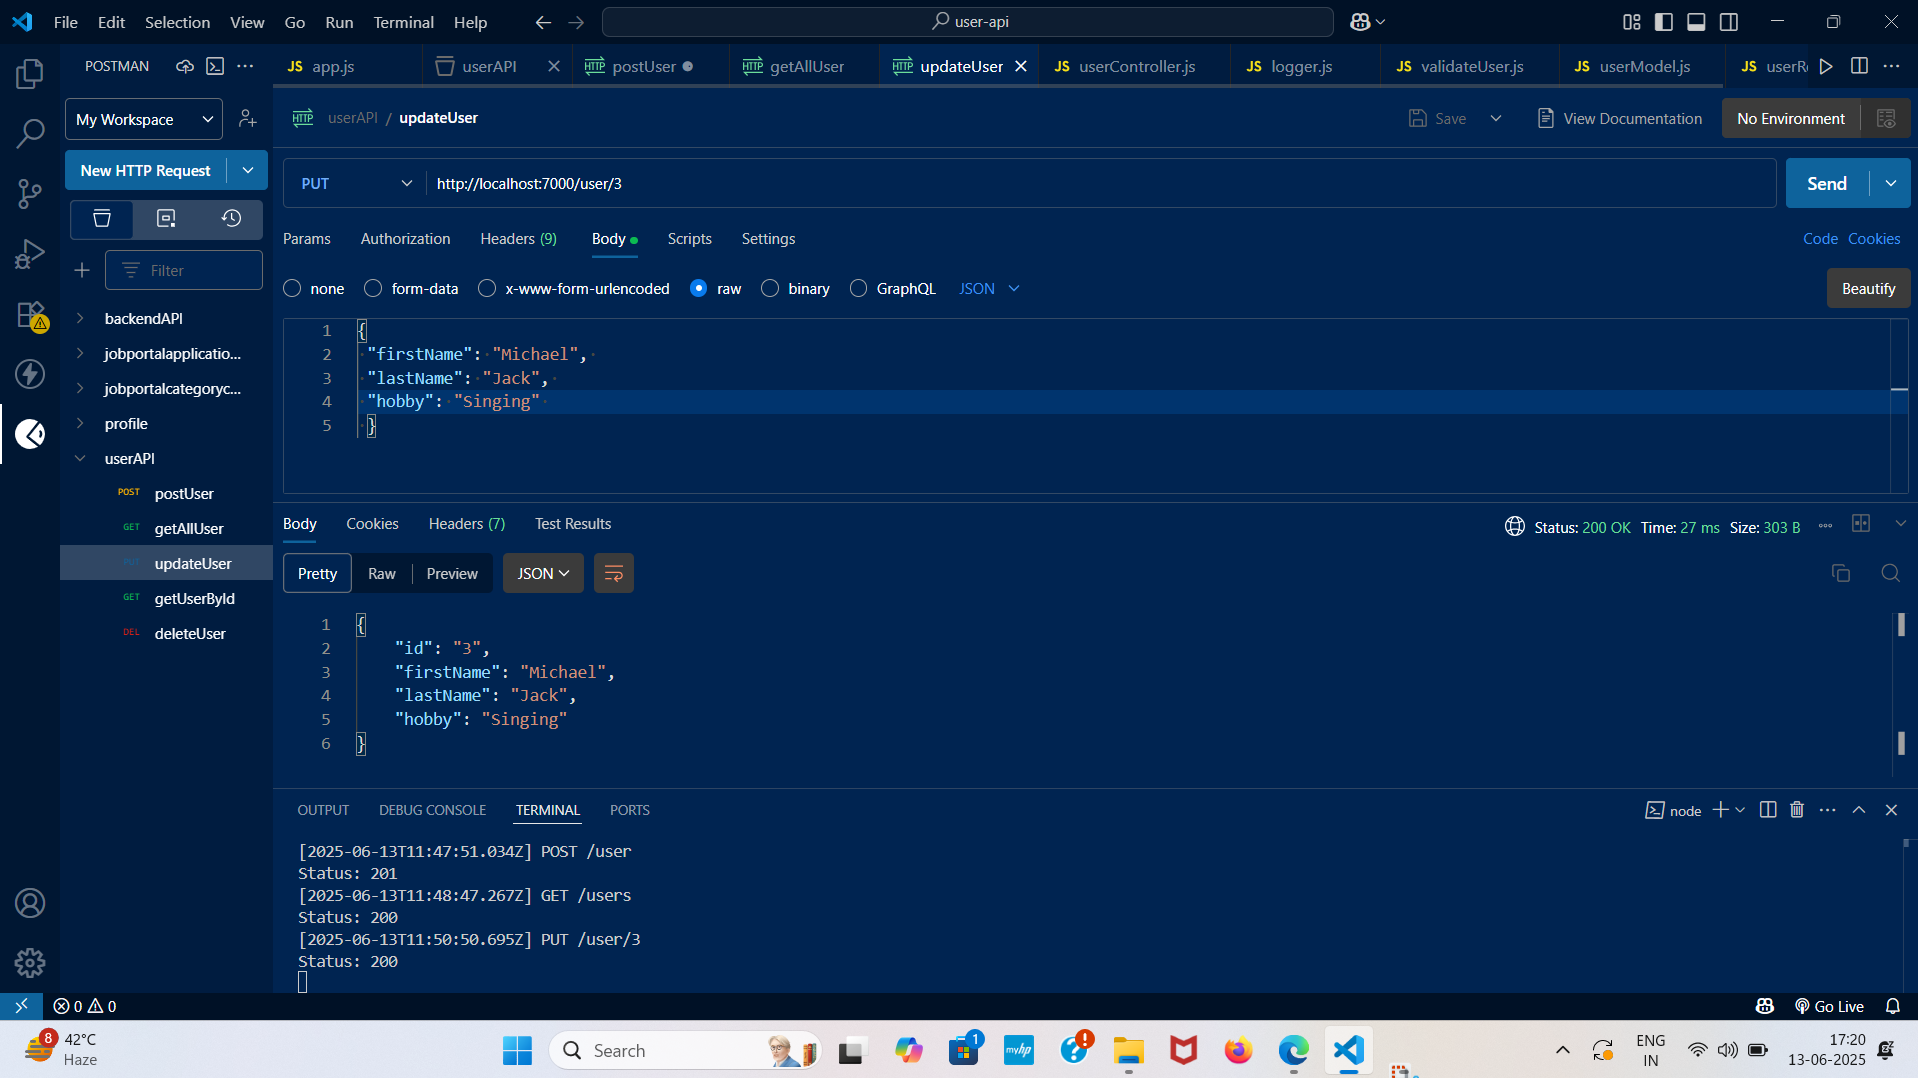 File Edit Selection View Go Run Terminal Help user-api
POSTMAN
JS app.js userAPI postUser getAllUser updateUser JS userController.js JS logger.js JS validateUser.js JS userModel.js JS userR
My Workspace
HTTP userAPI / updateUser Save View Documentation No Environment
New HTTP Request
PUT http://localhost:7000/user/3 Send
Params Authorization Headers (9) Body Scripts Settings Code Cookies
Filter
none form-data x-www-form-urlencoded raw binary GraphQL JSON Beautify
backendAPI
jobportalapplicatio...
jobportalcategoryc...
profile
userAPI
POST postUser
GET getAllUser
PUT updateUser
GET getUserById
DEL deleteUser
1 {
2 "firstName": "Michael",
3 "lastName": "Jack",
4 "hobby": "Singing"
5 }
Body Cookies Headers (7) Test Results Status: 200 OK Time: 27 ms Size: 303 B
Pretty Raw Preview JSON
1 {
2 "id": "3",
3 "firstName": "Michael",
4 "lastName": "Jack",
5 "hobby": "Singing"
6 }
OUTPUT DEBUG CONSOLE TERMINAL PORTS node
[2025-06-13T11:47:51.034Z] POST /user
Status: 201
[2025-06-13T11:48:47.267Z] GET /users
Status: 200
[2025-06-13T11:50:50.695Z] PUT /user/3
Status: 200
0 0 Go Live
8 42°C
Haze
Search
1
myhp
ENG
IN
17:20
13-06-2025